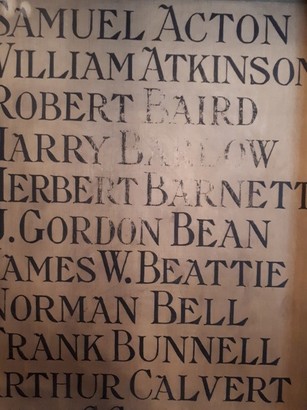 SAMUEL ACTON
WILLIAM ATKINSON
ROBERT BAIRD
HARRY BARLOW
HERBERT BARNETT
J. GORDON BEAN
JAMES W. BEATTIE
NORMAN BELL
FRANK BUNNELL
ARTHUR CALVERT